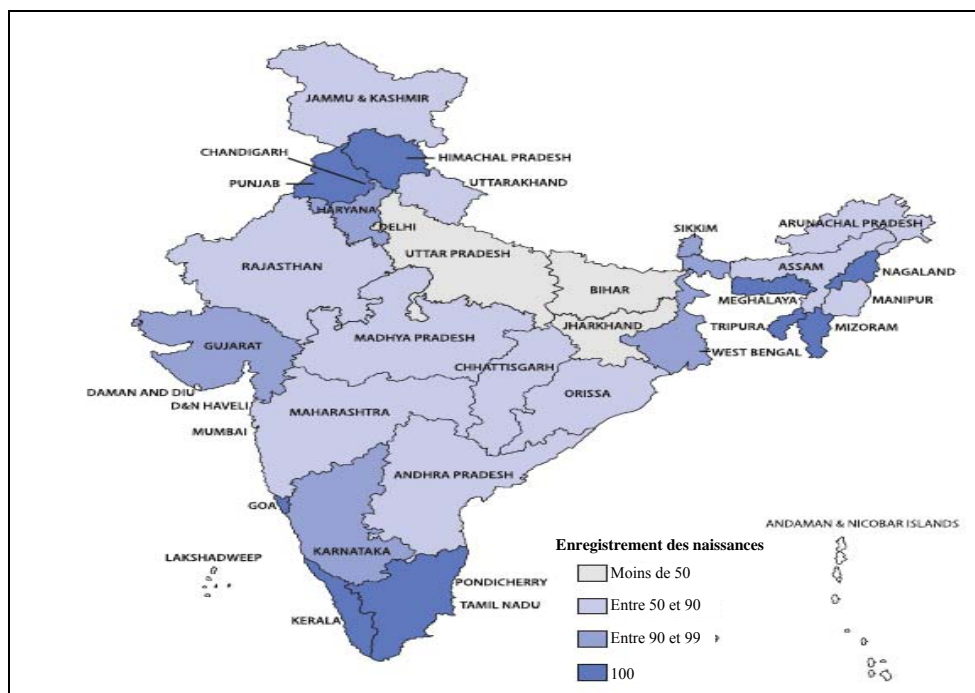 JAMMU & KASHMIR
CHANDIGARH
HIMACHAL PRADESH
PUNJAB
UTTARAKHAND
HARYANA
DELHI
SIKKIM
ARUNACHAL PRADESH
RAJASTHAN
UTTAR PRADESH
ASSAM
NAGALAND
BIHAR
MEGHALAYA
MANIPUR
JHARKHAND
TRIPURA
MIZORAM
GUJARAT
MADHYA PRADESH
WEST BENGAL
CHHATTISGARH
DAMAN AND DIU
ORISSA
D&N HAVELI
MAHARASHTRA
MUMBAI
ANDHRA PRADESH
GOA
ANDAMAN & NICOBAR ISLANDS
KARNATAKA
LAKSHADWEEP
PONDICHERRY
TAMIL NADU
KERALA
Enregistrement des naissances
Moins de 50
Entre 50 et 90
Entre 90 et 99
100